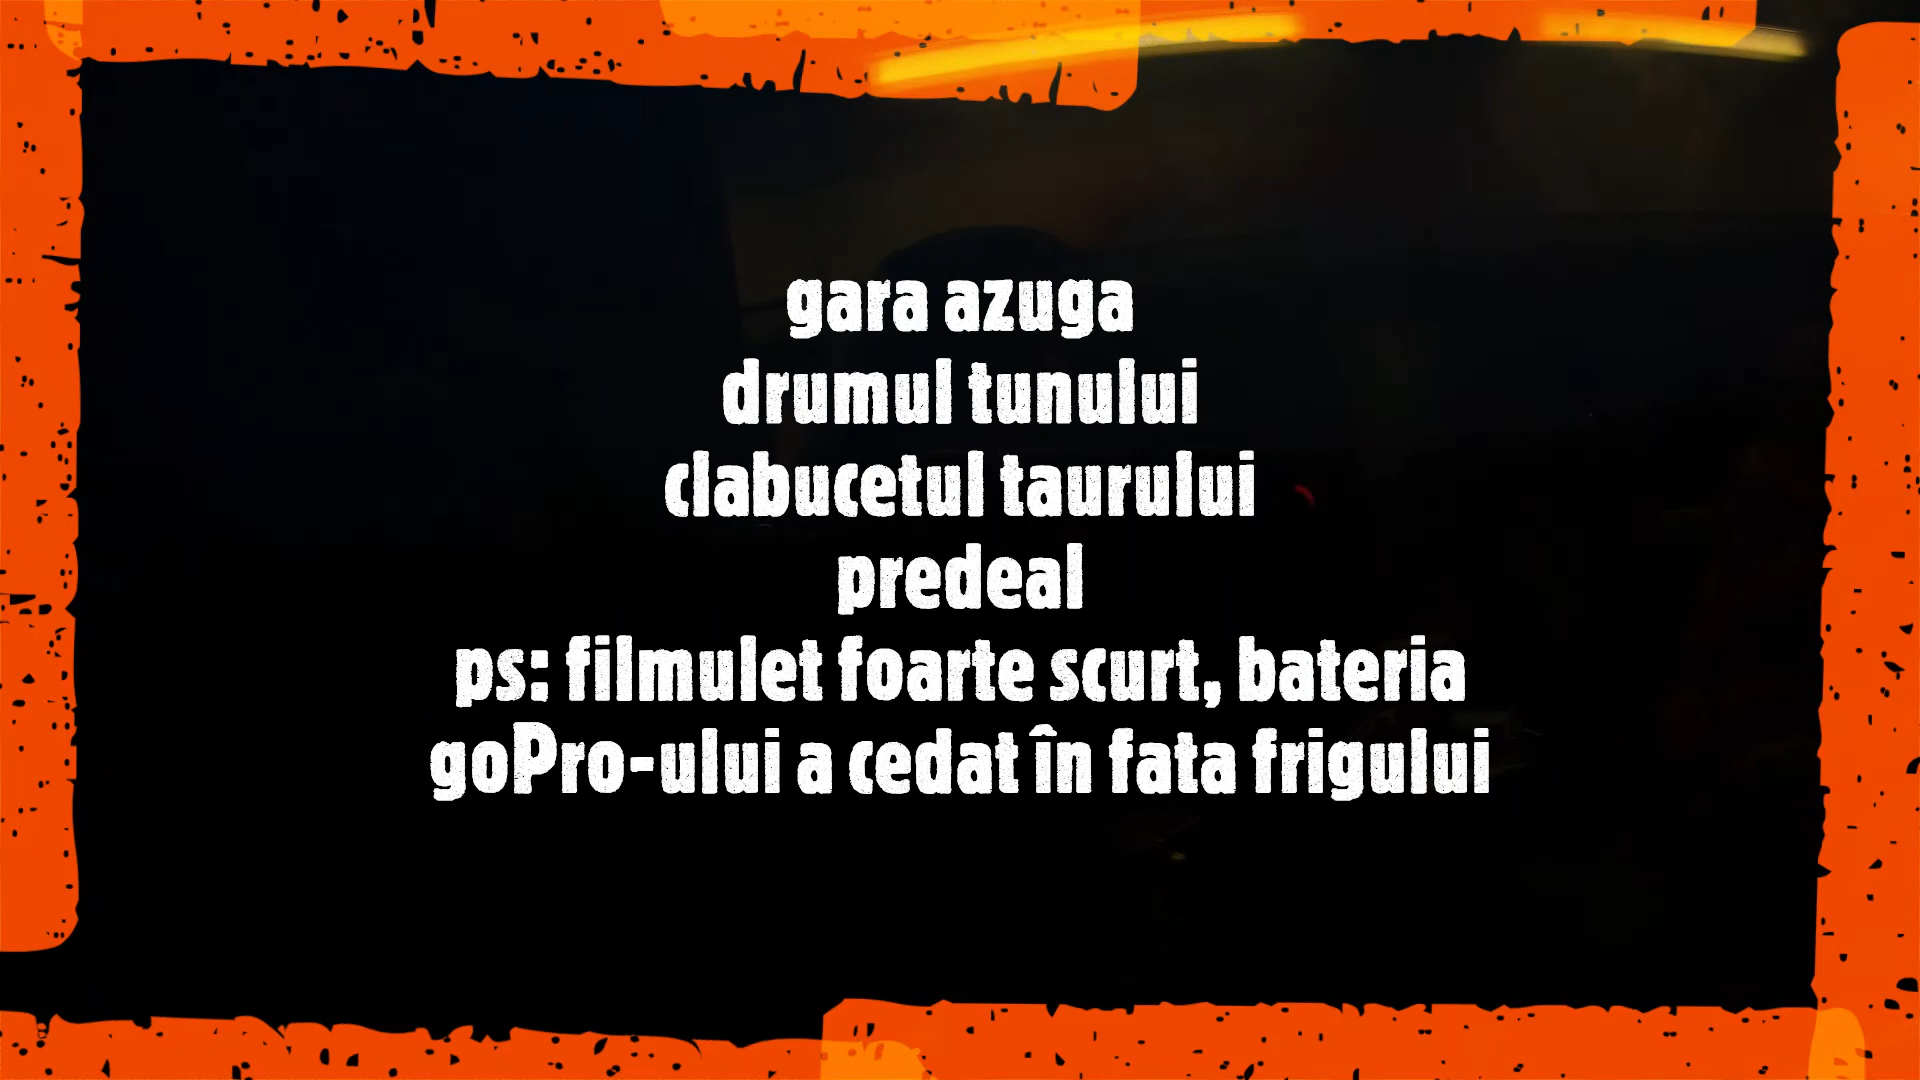 gara azuga
drumul tunului
clabucetul taurului
predeal
ps: filmulet foarte scurt, bateria
goPro-ului a cedat în fata frigului